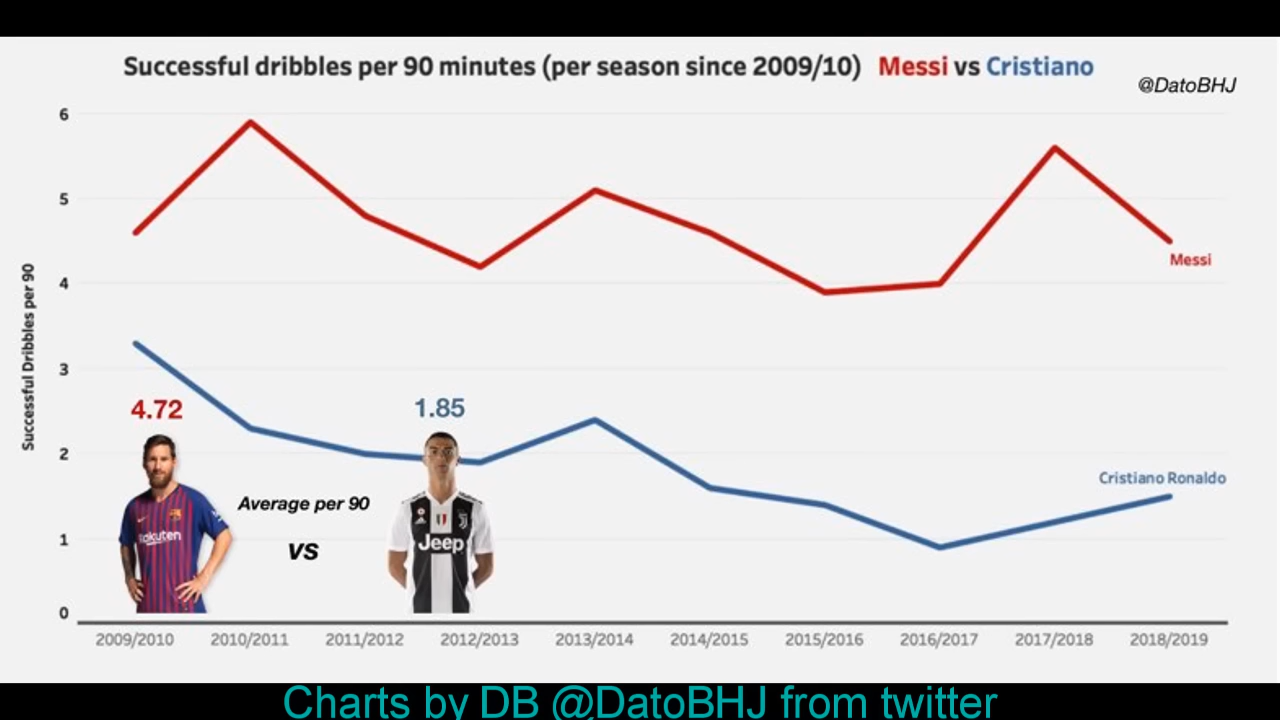 Successful dribbles per 90 minutes (per season since 2009/10) Messi vs Cristiano
@DatoBHJ
6
5
4
3
2
1
0
Successful Dribbles per 90
Messi
Cristiano Ronaldo
4.72
1.85
Average per 90
vs
Rakuten
Jeep
2009/2010 2010/2011 2011/2012 2012/2013 2013/2014 2014/2015 2015/2016 2016/2017 2017/2018 2018/2019
Charts by DB @DatoBHJ from twitter